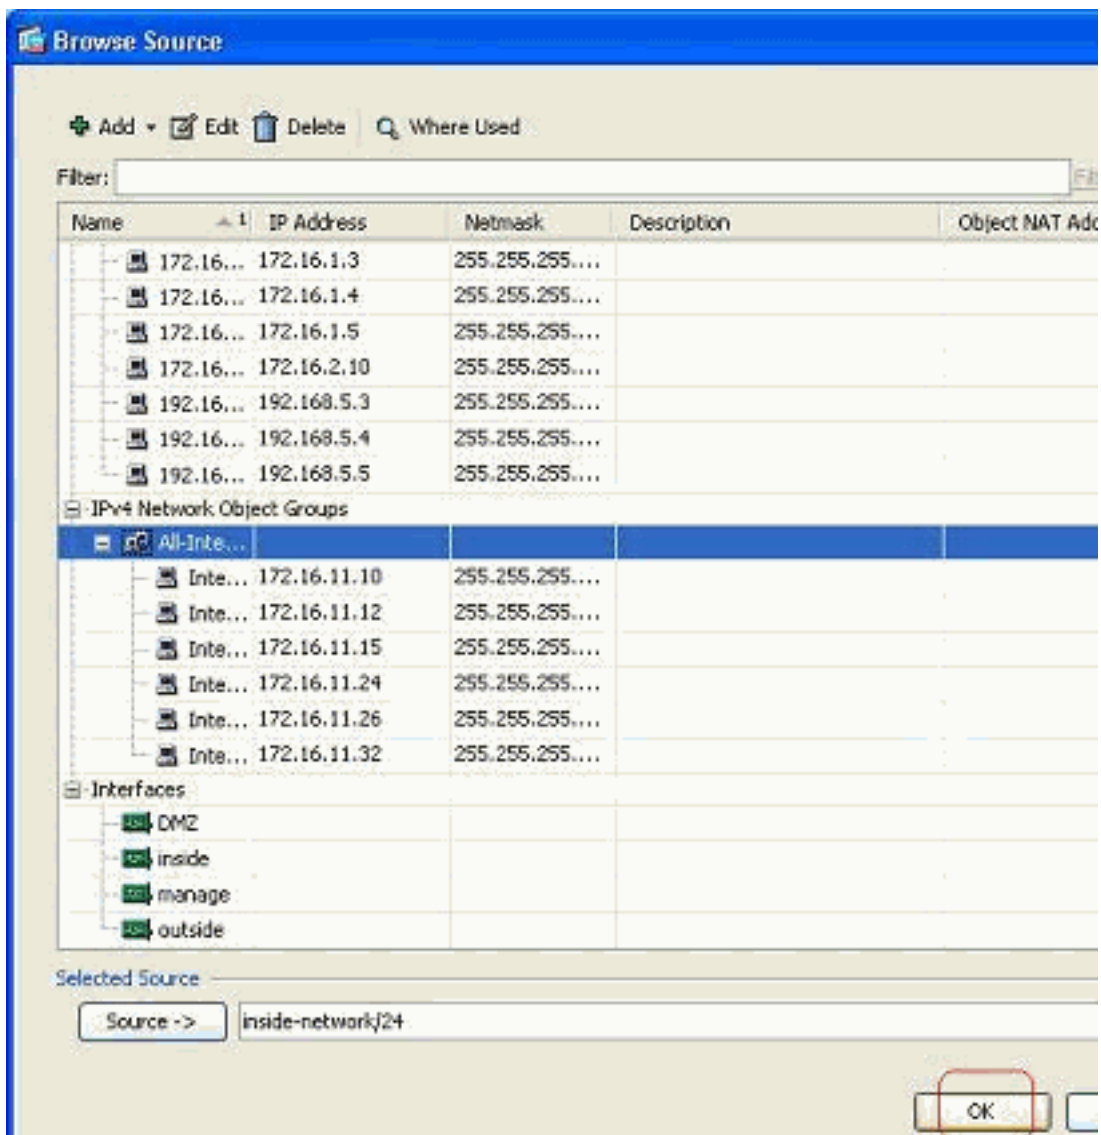 Browse Source
Add Edit Delete Where Used
Filter:
Name 1 IP Address Netmask Description Object NAT Add
172.16... 172.16.1.3 255.255.255....
172.16... 172.16.1.4 255.255.255....
172.16... 172.16.1.5 255.255.255....
172.16... 172.16.2.10 255.255.255....
192.16... 192.168.5.3 255.255.255....
192.16... 192.168.5.4 255.255.255....
192.16... 192.168.5.5 255.255.255....
IPv4 Network Object Groups
All-Inte...
Inte... 172.16.11.10 255.255.255....
Inte... 172.16.11.12 255.255.255....
Inte... 172.16.11.15 255.255.255....
Inte... 172.16.11.24 255.255.255....
Inte... 172.16.11.26 255.255.255....
Inte... 172.16.11.32 255.255.255....
Interfaces
DMZ
inside
manage
outside
Selected Source
Source -> inside-network/24
OK